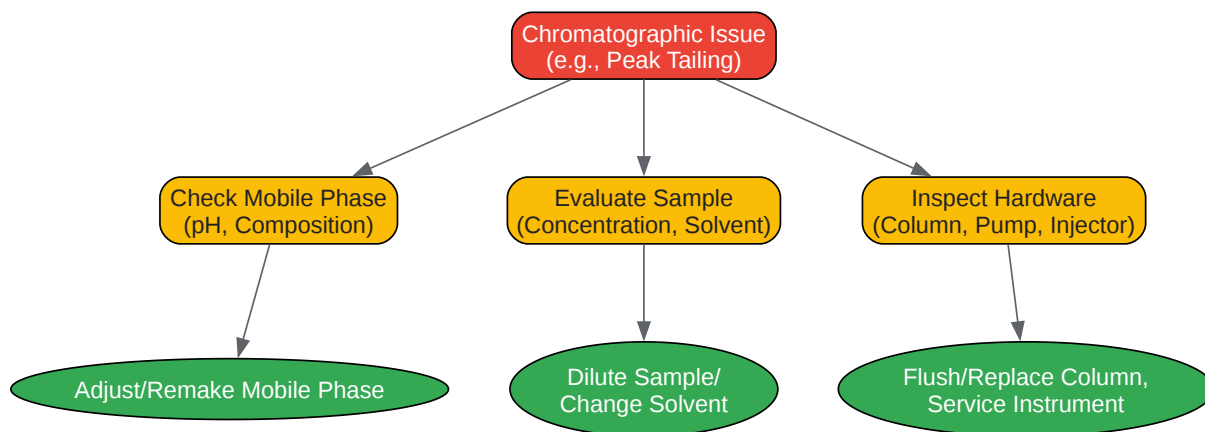 Chromatographic Issue
(e.g., Peak Tailing)
Check Mobile Phase
(pH, Composition)
Evaluate Sample
(Concentration, Solvent)
Inspect Hardware
(Column, Pump, Injector)
Adjust/Remake Mobile Phase
Dilute Sample/
Change Solvent
Flush/Replace Column,
Service Instrument